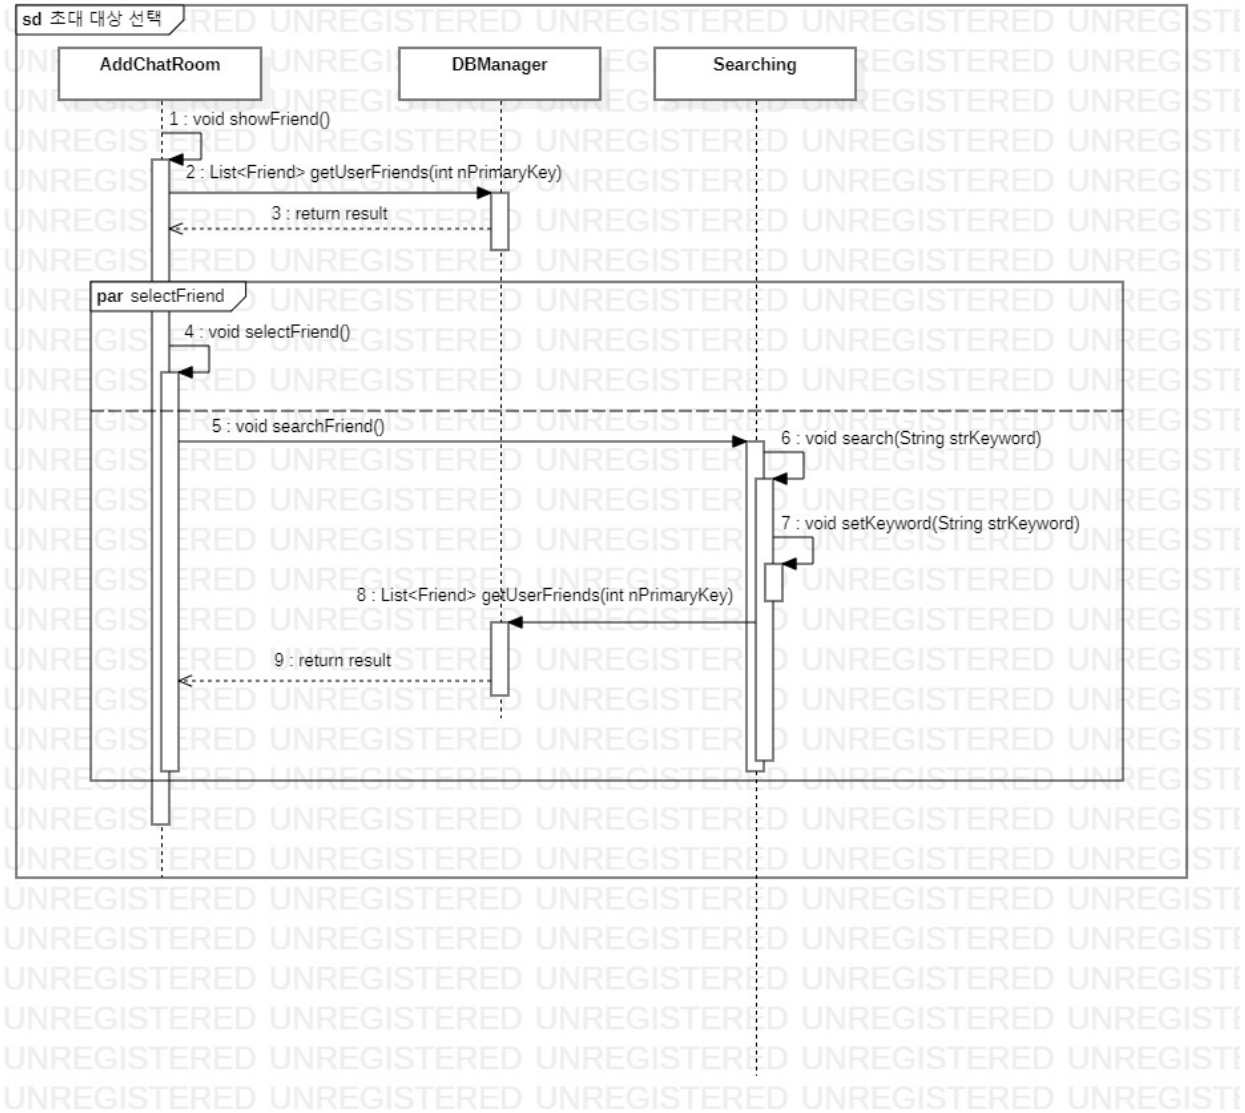 sd 초대 대상 선택
AddChatRoom
DBManager
Searching
1 : void showFriend()
2 : List<Friend> getUserFriends(int nPrimaryKey)
3 : return result
par selectFriend
4 : void selectFriend()
5 : void searchFriend()
6 : void search(String strKeyword)
7 : void setKeyword(String strKeyword)
8 : List<Friend> getUserFriends(int nPrimaryKey)
9 : return result
UNREGISTERED